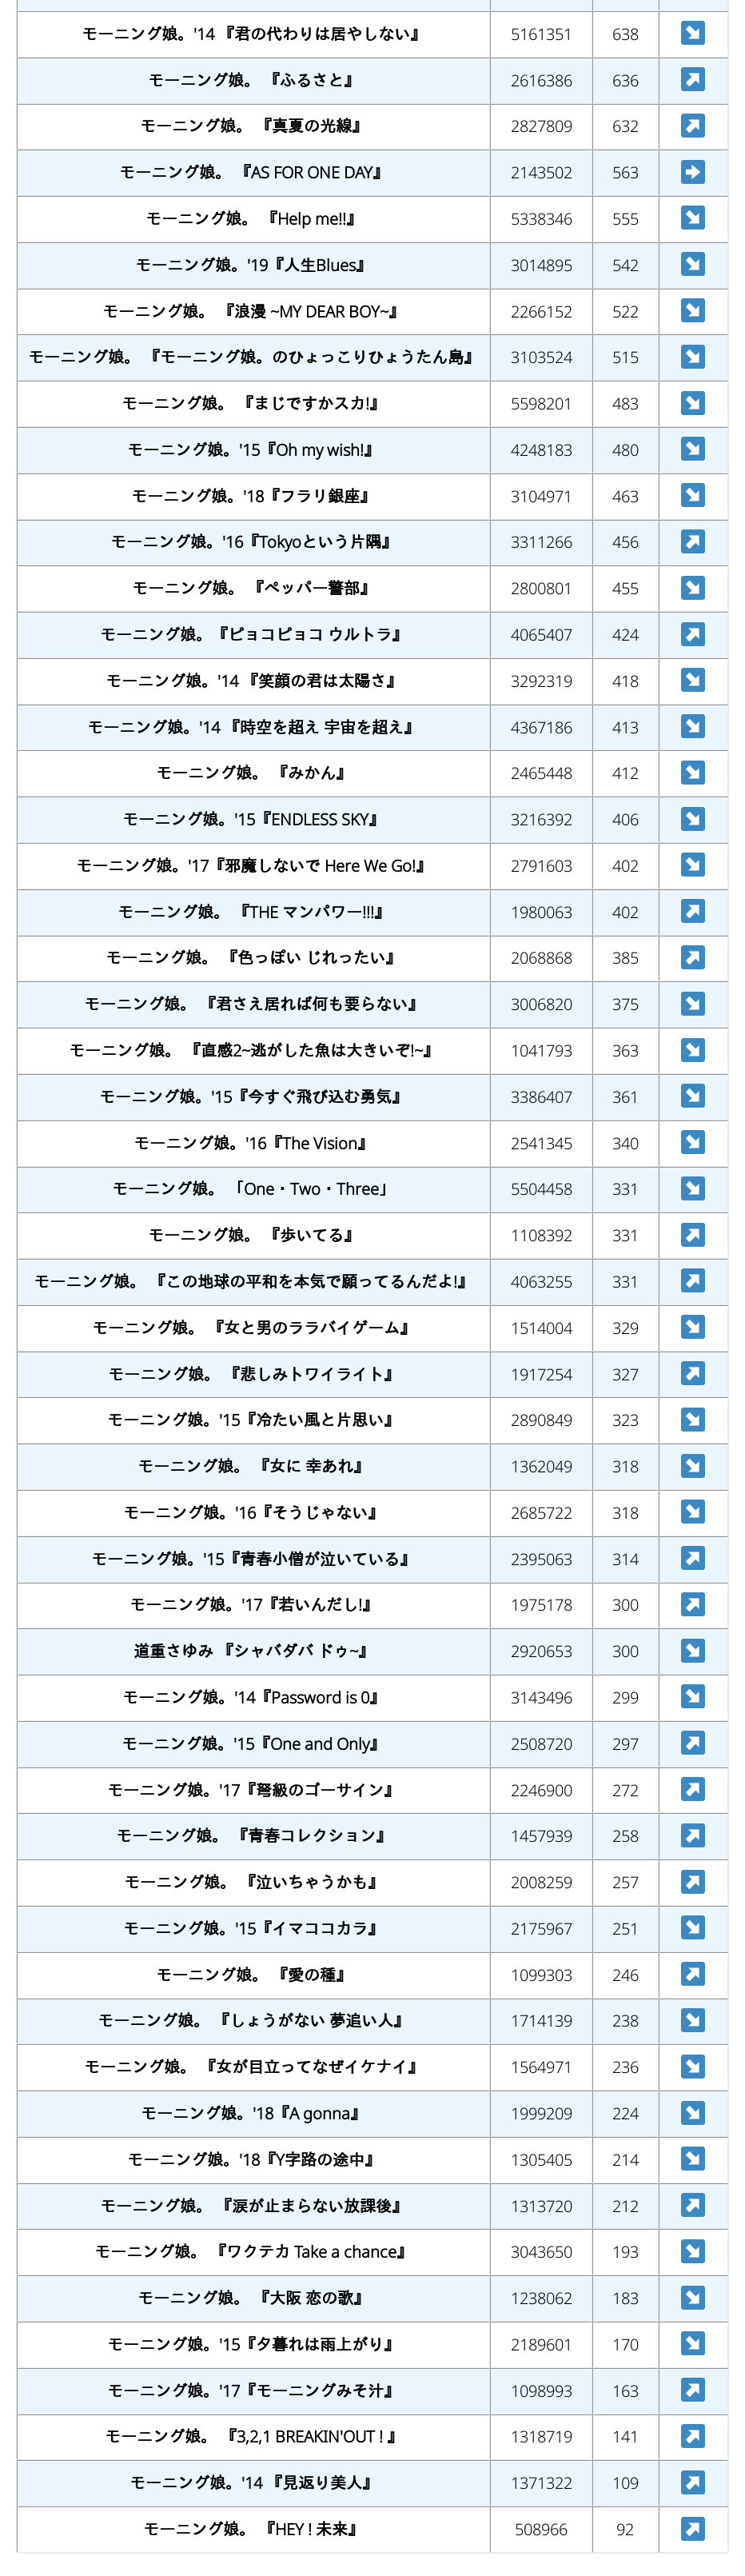 モーニング娘。'14 『君の代わりは居やしない』 5161351 638 ↘
モーニング娘。 『ふるさと』 2616386 636 ↗
モーニング娘。 『真夏の光線』 2827809 632 ↗
モーニング娘。 『AS FOR ONE DAY』 2143502 563 ➡
モーニング娘。 『Help me!!』 5338346 555 ↘
モーニング娘。'19『人生Blues』 3014895 542 ↘
モーニング娘。 『浪漫 ~MY DEAR BOY~』 2266152 522 ↘
モーニング娘。 『モーニング娘。のひょっこりひょうたん島』 3103524 515 ↘
モーニング娘。 『まじですかスカ!』 5598201 483 ↘
モーニング娘。'15『Oh my wish!』 4248183 480 ↘
モーニング娘。'18『フラリ銀座』 3104971 463 ↘
モーニング娘。'16『Tokyoという片隅』 3311266 456 ↗
モーニング娘。 『ペッパー警部』 2800801 455 ↘
モーニング娘。『ピョコピョコ ウルトラ』 4065407 424 ↗
モーニング娘。'14 『笑顔の君は太陽さ』 3292319 418 ↘
モーニング娘。'14 『時空を超え 宇宙を超え』 4367186 413 ↘
モーニング娘。 『みかん』 2465448 412 ↘
モーニング娘。'15『ENDLESS SKY』 3216392 406 ↘
モーニング娘。'17『邪魔しないで Here We Go!』 2791603 402 ↘
モーニング娘。 『THE マンパワー!!!』 1980063 402 ↗
モーニング娘。 『色っぽい じれったい』 2068868 385 ↗
モーニング娘。 『君さえ居れば何も要らない』 3006820 375 ↘
モーニング娘。 『直感2~逃がした魚は大きいぞ!~』 1041793 363 ↘
モーニング娘。'15『今すぐ飛び込む勇気』 3386407 361 ↘
モーニング娘。'16『The Vision』 2541345 340 ↘
モーニング娘。 「One・Two・Three」 5504458 331 ↘
モーニング娘。 『歩いてる』 1108392 331 ↗
モーニング娘。 『この地球の平和を本気で願ってるんだよ!』 4063255 331 ↗
モーニング娘。 『女と男のララバイゲーム』 1514004 329 ↘
モーニング娘。 『悲しみトワイライト』 1917254 327 ↗
モーニング娘。'15『冷たい風と片思い』 2890849 323 ↘
モーニング娘。 『女に 幸あれ』 1362049 318 ↘
モーニング娘。'16『そうじゃない』 2685722 318 ↘
モーニング娘。'15『青春小僧が泣いている』 2395063 314 ↗
モーニング娘。'17『若いんだし!』 1975178 300 ↗
道重さゆみ 『シャバダバ ドゥ~』 2920653 300 ↘
モーニング娘。'14『Password is 0』 3143496 299 ↘
モーニング娘。'15『One and Only』 2508720 297 ↗
モーニング娘。'17『弩級のゴーサイン』 2246900 272 ↗
モーニング娘。 『青春コレクション』 1457939 258 ↗
モーニング娘。 『泣いちゃうかも』 2008259 257 ↗
モーニング娘。'15『イマココカラ』 2175967 251 ↘
モーニング娘。 『愛の種』 1099303 246 ↗
モーニング娘。 『しょうがない 夢追い人』 1714139 238 ↘
モーニング娘。 『女が目立ってなぜイケナイ』 1564971 236 ↘
モーニング娘。'18『A gonna』 1999209 224 ↘
モーニング娘。'18『Y字路の途中』 1305405 214 ↘
モーニング娘。 『涙が止まらない放課後』 1313720 212 ↗
モーニング娘。 『ワクテカ Take a chance』 3043650 193 ↘
モーニング娘。 『大阪 恋の歌』 1238062 183 ↘
モーニング娘。'15『夕暮れは雨上がり』 2189601 170 ↘
モーニング娘。'17『モーニングみそ汁』 1098993 163 ↗
モーニング娘。 『3,2,1 BREAKIN'OUT ! 』 1318719 141 ↗
モーニング娘。'14 『見返り美人』 1371322 109 ↗
モーニング娘。 『HEY ! 未来』 508966 92 ↗